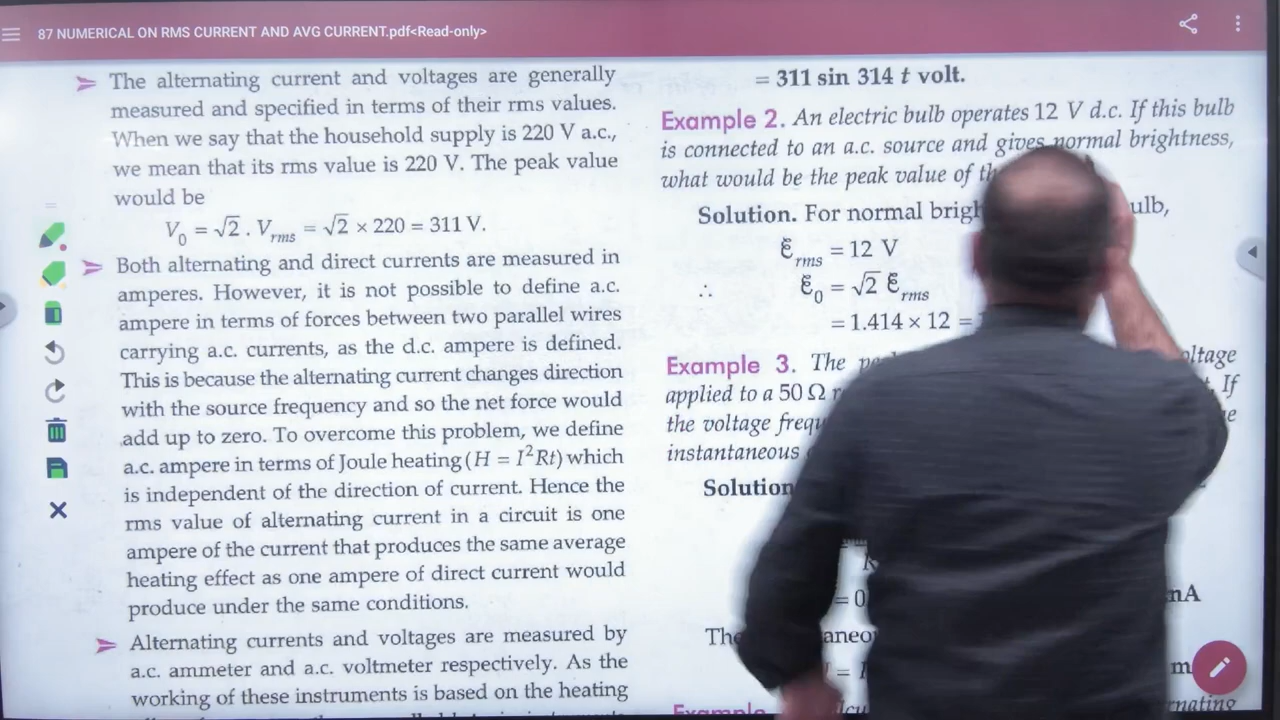 87 NUMERICAL ON RMS CURRENT AND AVG CURRENT.pdf<Read-only>
➢ The alternating current and voltages are generally
measured and specified in terms of their rms values.
When we say that the household supply is 220 V a.c.,
we mean that its rms value is 220 V. The peak value
would be
V₀ = √2 . Vrms = √2 × 220 = 311 V.
➢ Both alternating and direct currents are measured in
amperes. However, it is not possible to define a.c.
ampere in terms of forces between two parallel wires
carrying a.c. currents, as the d.c. ampere is defined.
This is because the alternating current changes direction
with the source frequency and so the net force would
add up to zero. To overcome this problem, we define
a.c. ampere in terms of Joule heating (H = I²Rt) which
is independent of the direction of current. Hence the
rms value of alternating current in a circuit is one
ampere of the current that produces the same average
heating effect as one ampere of direct current would
produce under the same conditions.
➢ Alternating currents and voltages are measured by
a.c. ammeter and a.c. voltmeter respectively. As the
working of these instruments is based on the heating
= 311 sin 314 t volt.
Example 2. An electric bulb operates 12 V d.c. If this bulb
is connected to an a.c. source and gives normal brightness,
what would be the peak value of
Solution. For normal
ℰrms = 12 V
∴ ℰ₀ = √2 ℰrms
= 1.414 × 12 =
Example 3. The
applied to a 50 Ω If
the voltage
instantaneous
Solution
= 0
m
Example